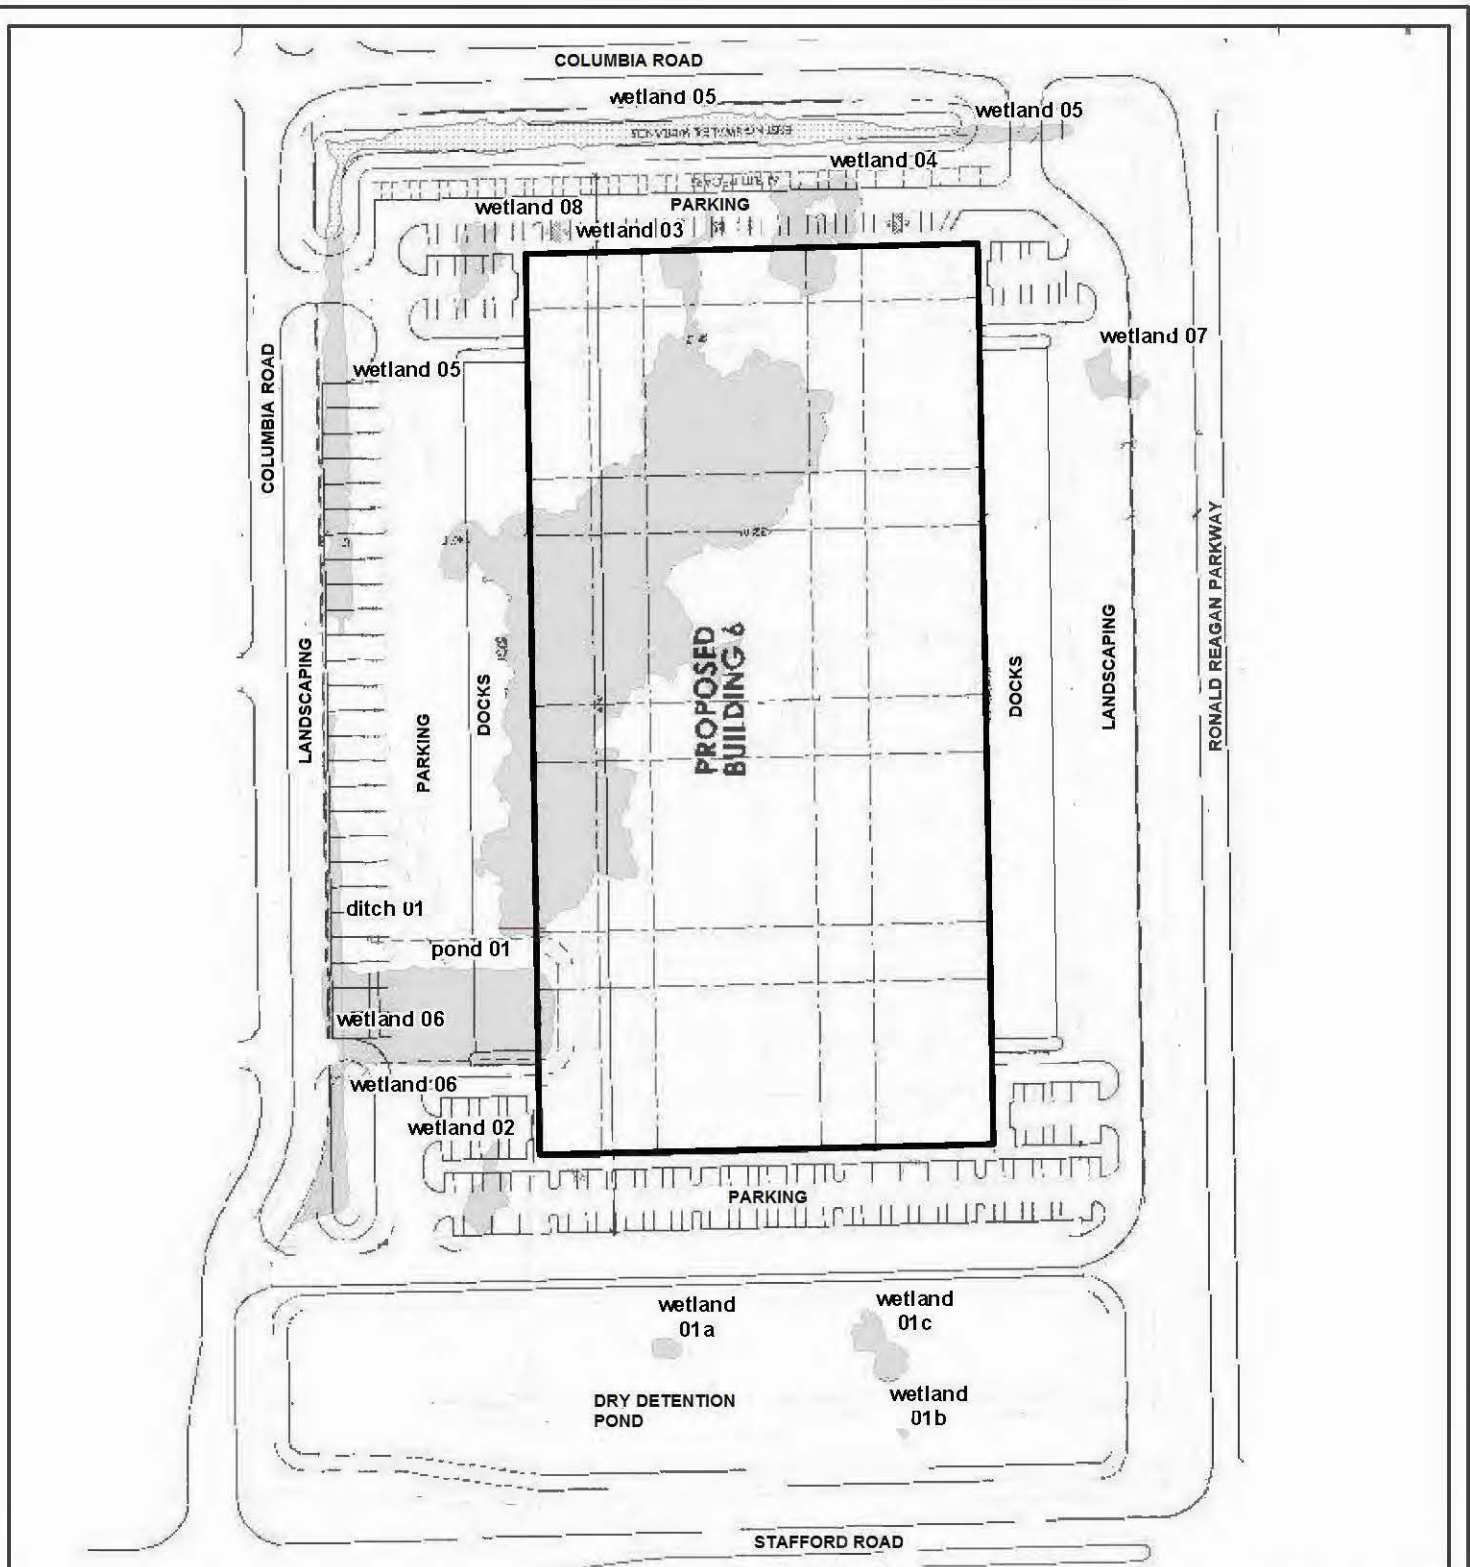 COLUMBIA ROAD
wetland 05
wetland 05
wetland 04
wetland 08
PARKING
wetland 03
wetland 07
wetland 05
COLUMBIA ROAD
RONALD REAGAN PARKWAY
LANDSCAPING
PARKING
DOCKS
PROPOSED
BUILDING 6
DOCKS
LANDSCAPING
ditch 01
pond 01
wetland 06
wetland 06
wetland 02
PARKING
wetland
01a
wetland
01c
DRY DETENTION
POND
wetland
01b
STAFFORD ROAD